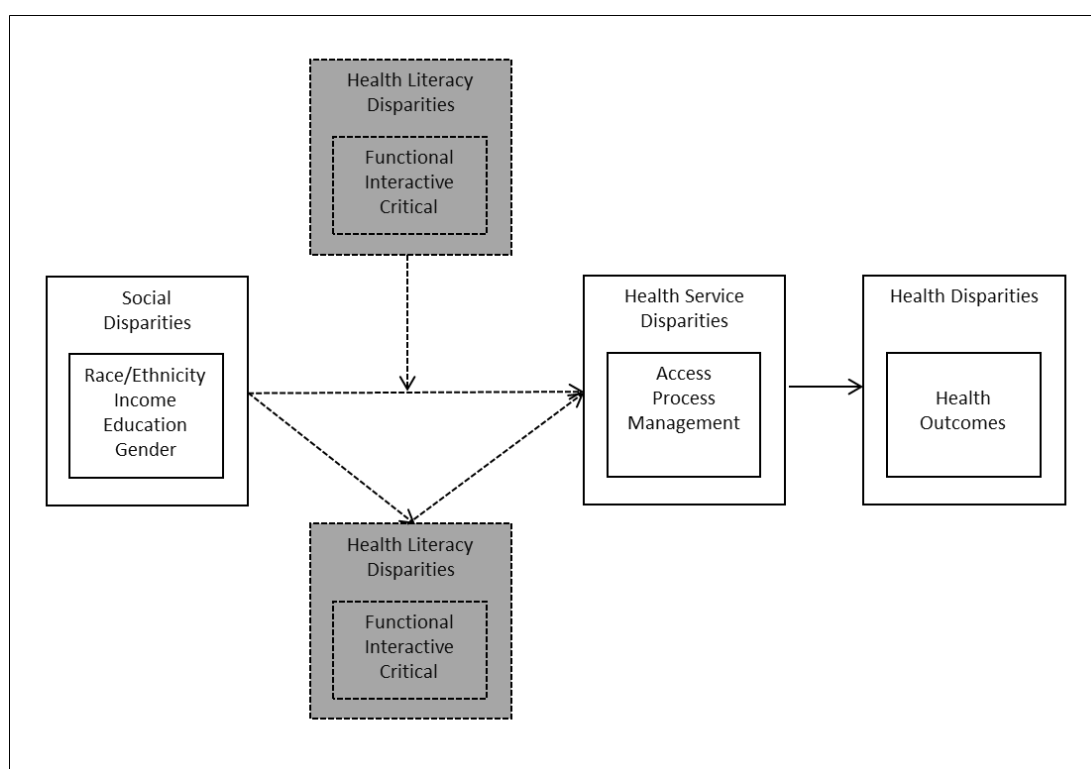 Health Literacy
Disparities
Functional
Interactive
Critical
Social
Disparities
Race/Ethnicity
Income
Education
Gender
Health Service
Disparities
Access
Process
Management
Health Disparities
Health
Outcomes
Health Literacy
Disparities
Functional
Interactive
Critical